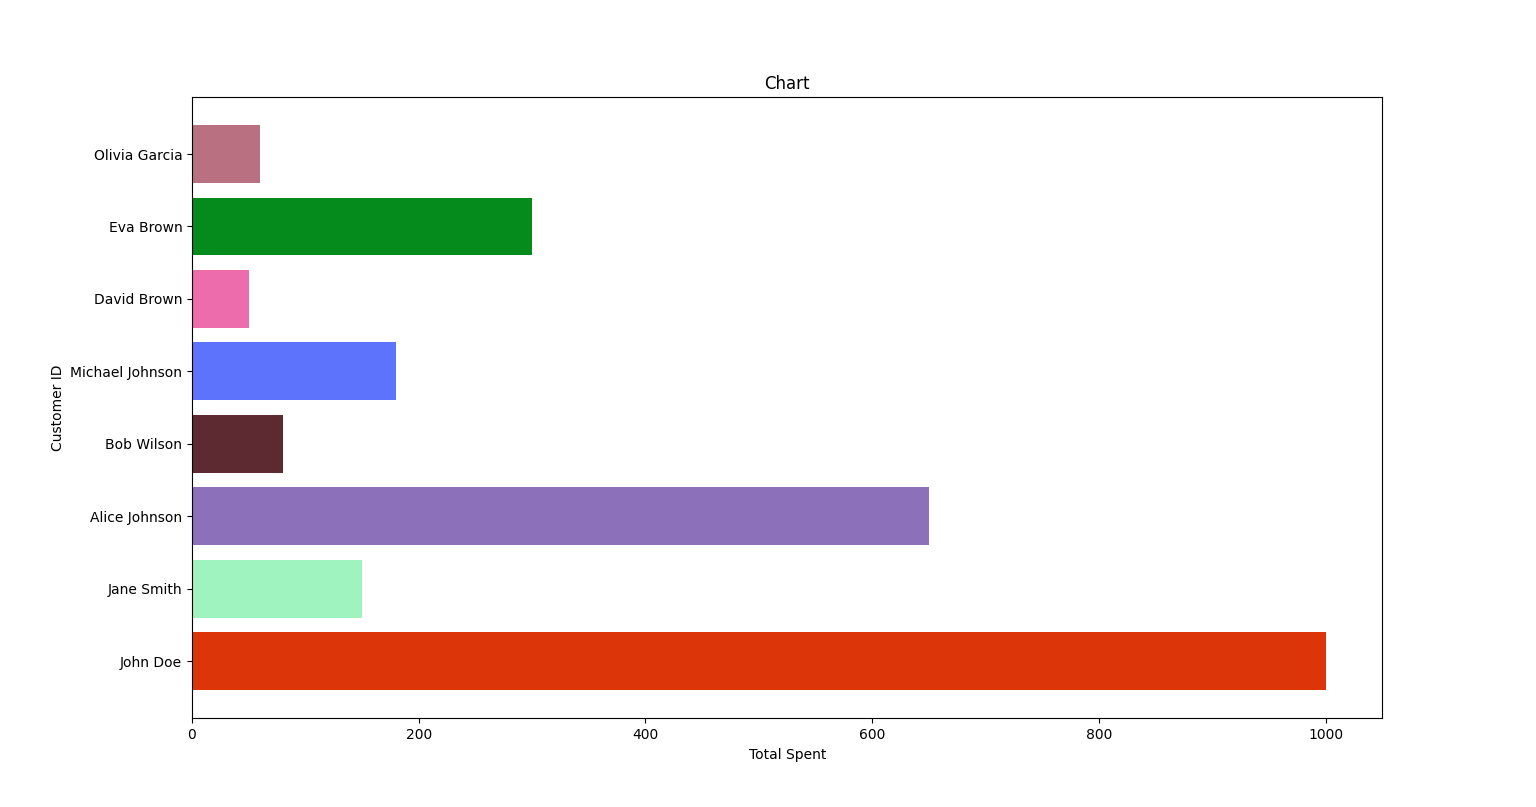 Chart
Olivia Garcia
Eva Brown
David Brown
Michael Johnson
Bob Wilson
Alice Johnson
Jane Smith
John Doe
Customer ID
0 200 400 600 800 1000
Total Spent